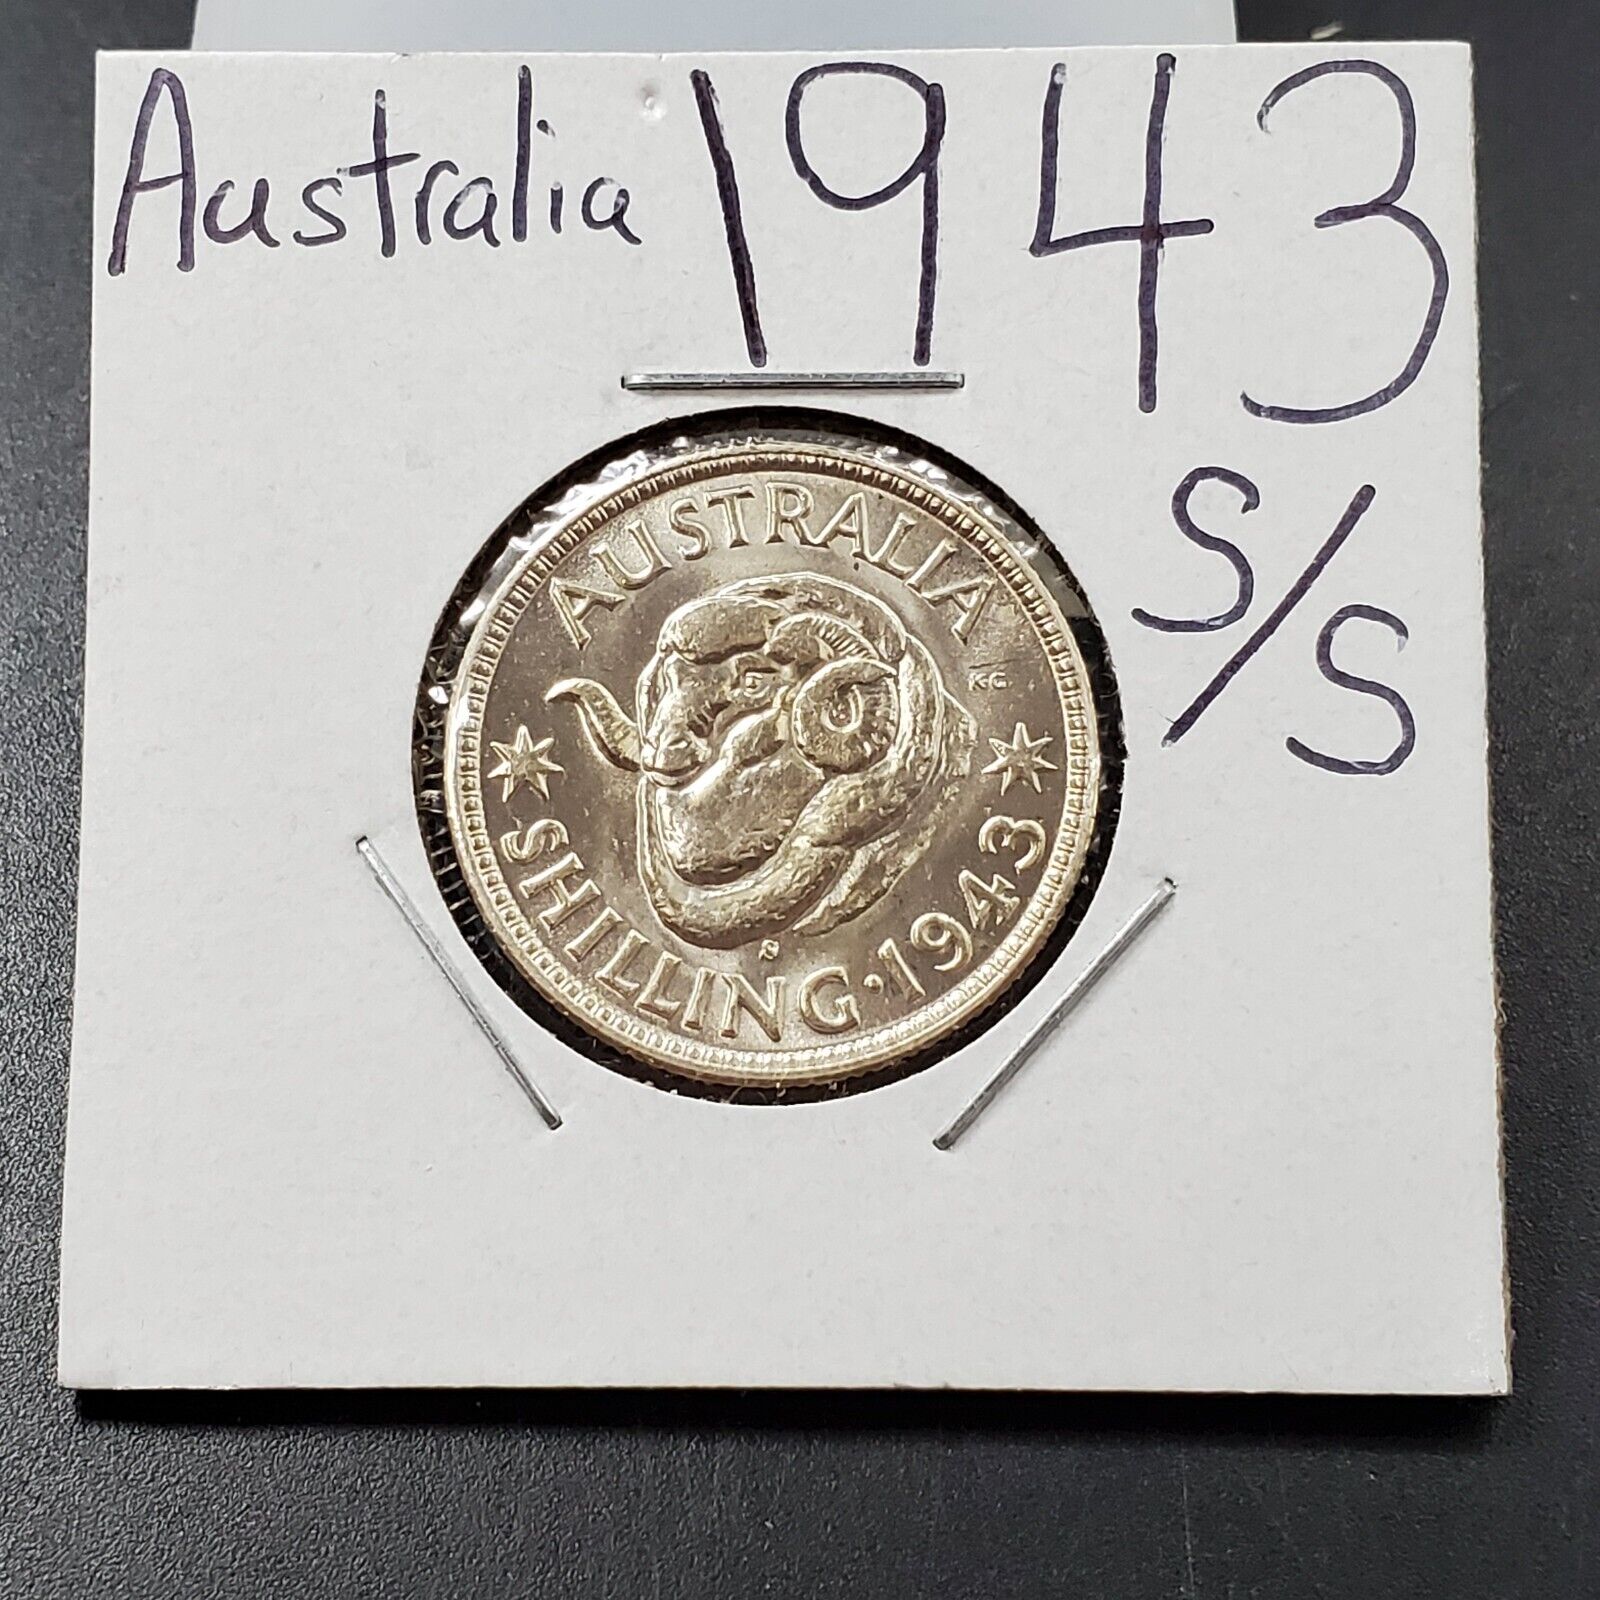 Australia 1943
S/S
AUSTRALIA
KG
S
SHILLING · 1943